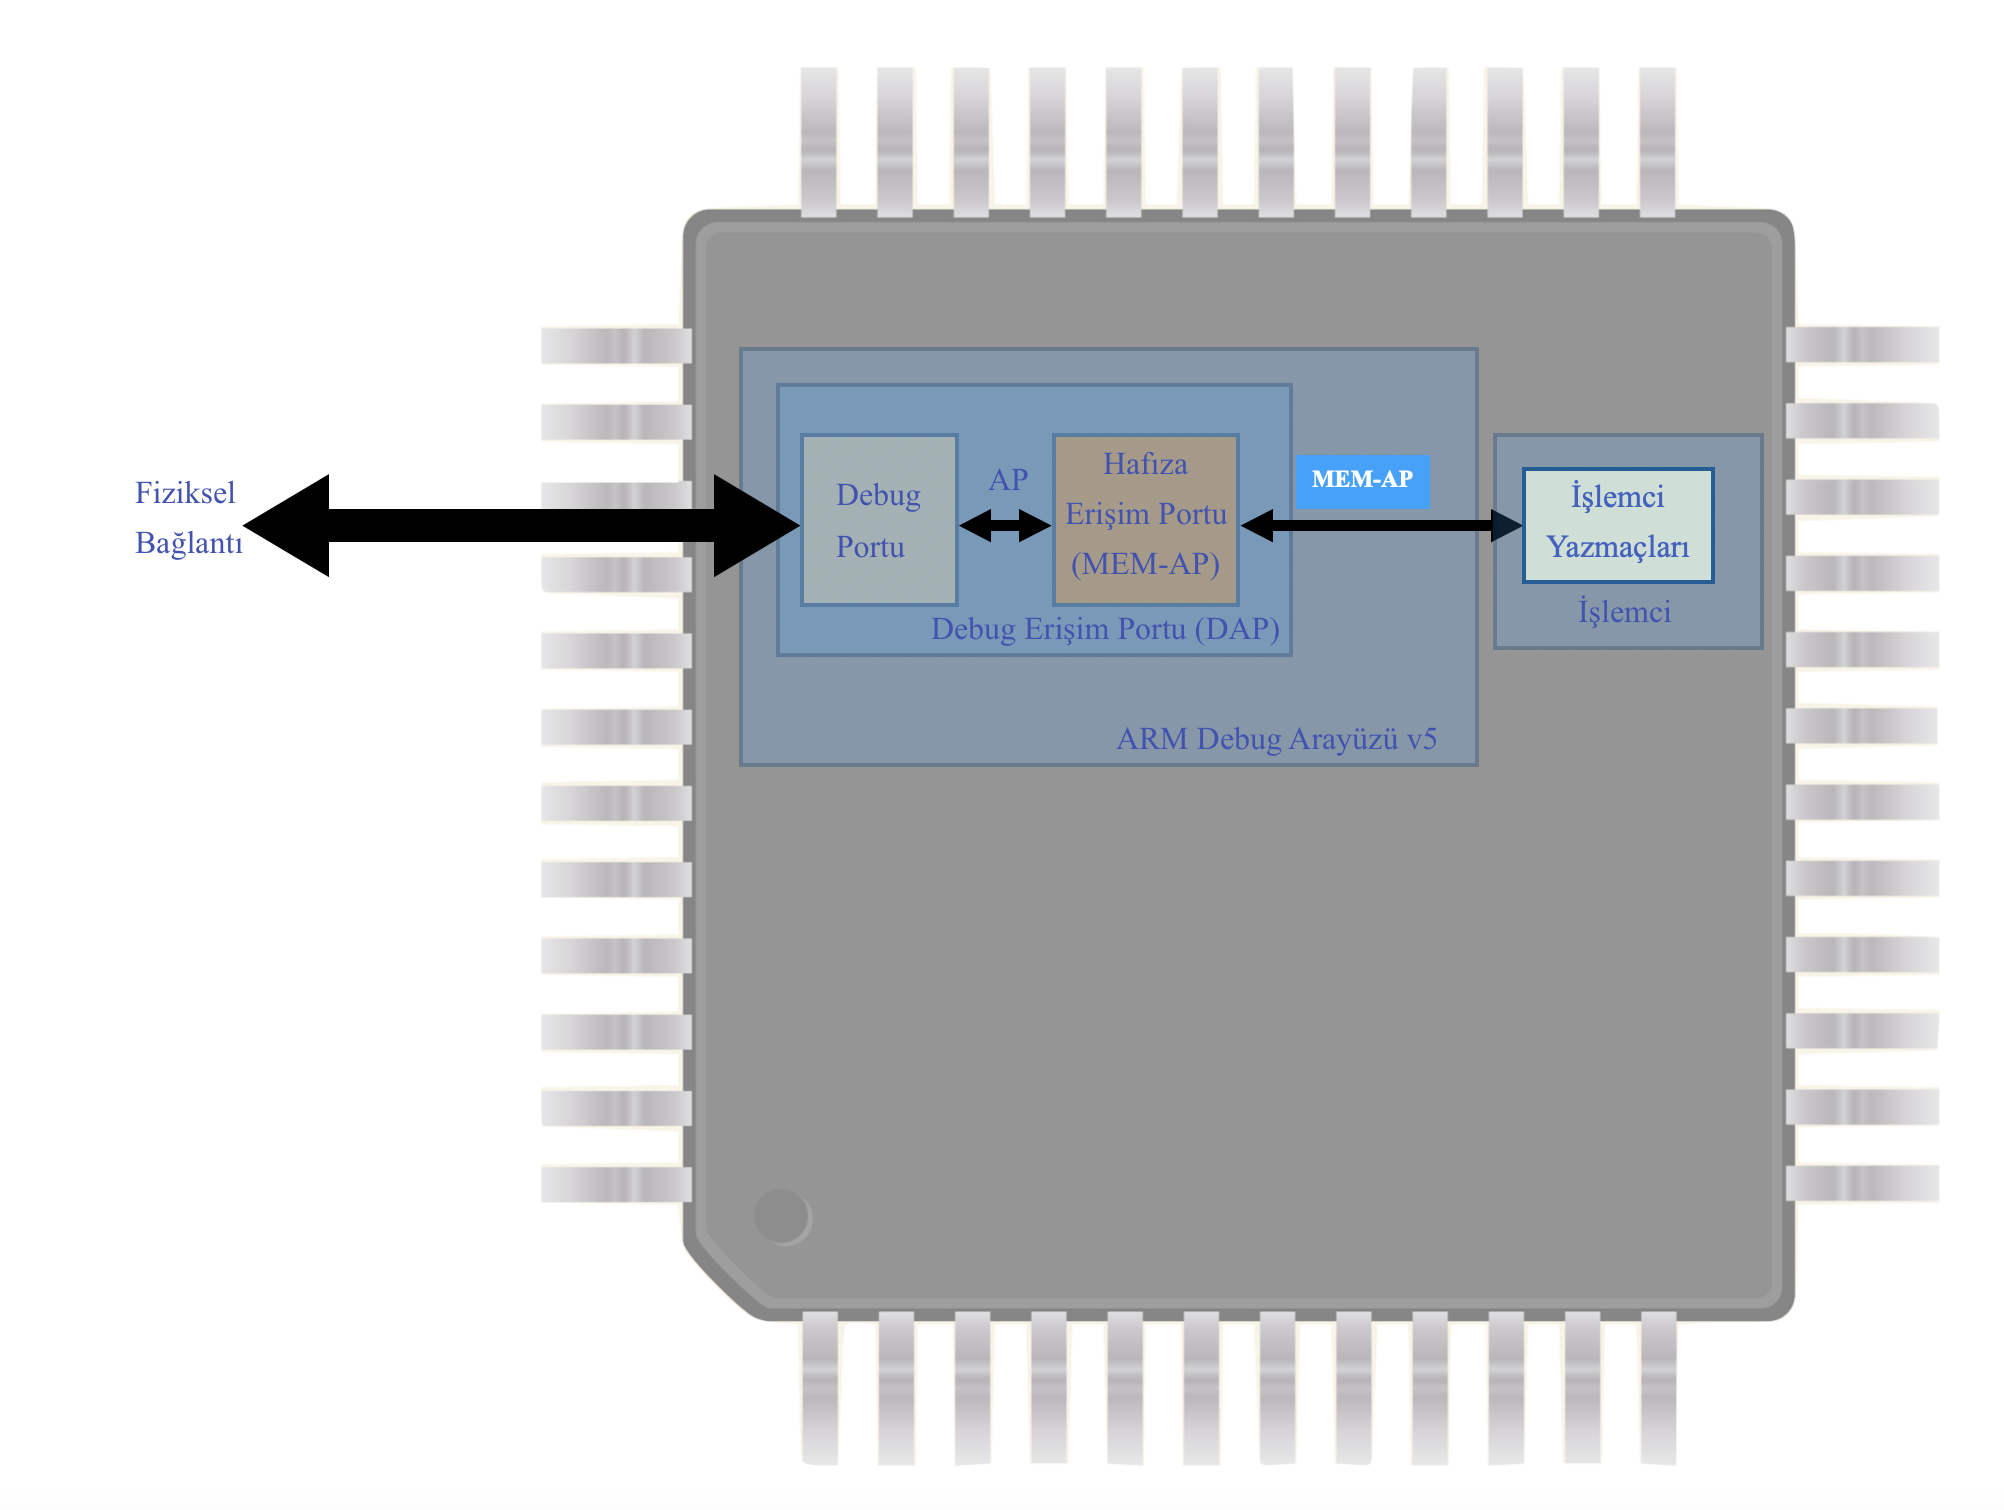 Fiziksel
Bağlantı
Debug
Portu
AP
Hafıza
Erişim Portu
(MEM-AP)
MEM-AP
İşlemci
Yazmaçları
İşlemci
Debug Erişim Portu (DAP)
ARM Debug Arayüzü v5